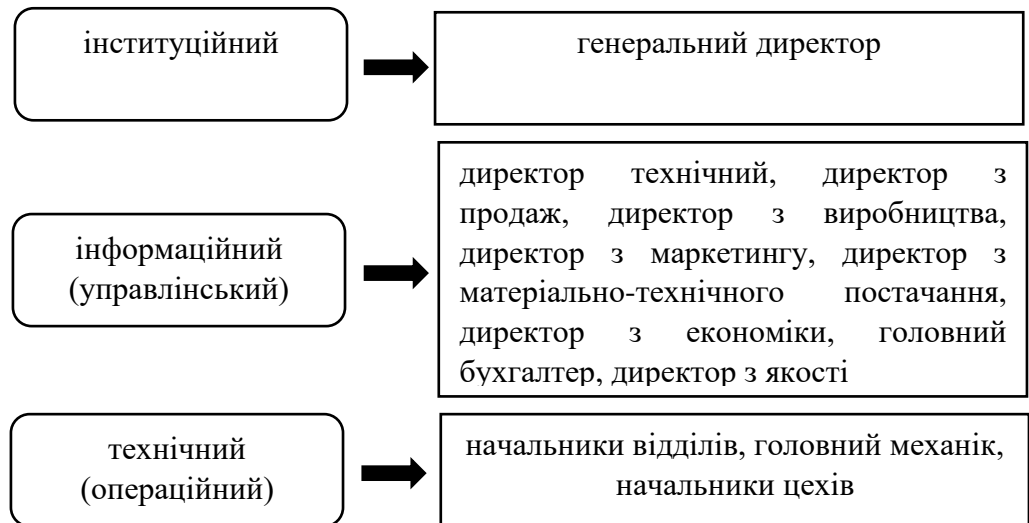 інституційний
генеральний директор
інформаційний
(управлінський)
директор технічний, директор з
продаж, директор з виробництва,
директор з маркетингу, директор з
матеріально-технічного постачання,
директор з економіки, головний
бухгалтер, директор з якості
технічний
(операційний)
начальники відділів, головний механік,
начальники цехів